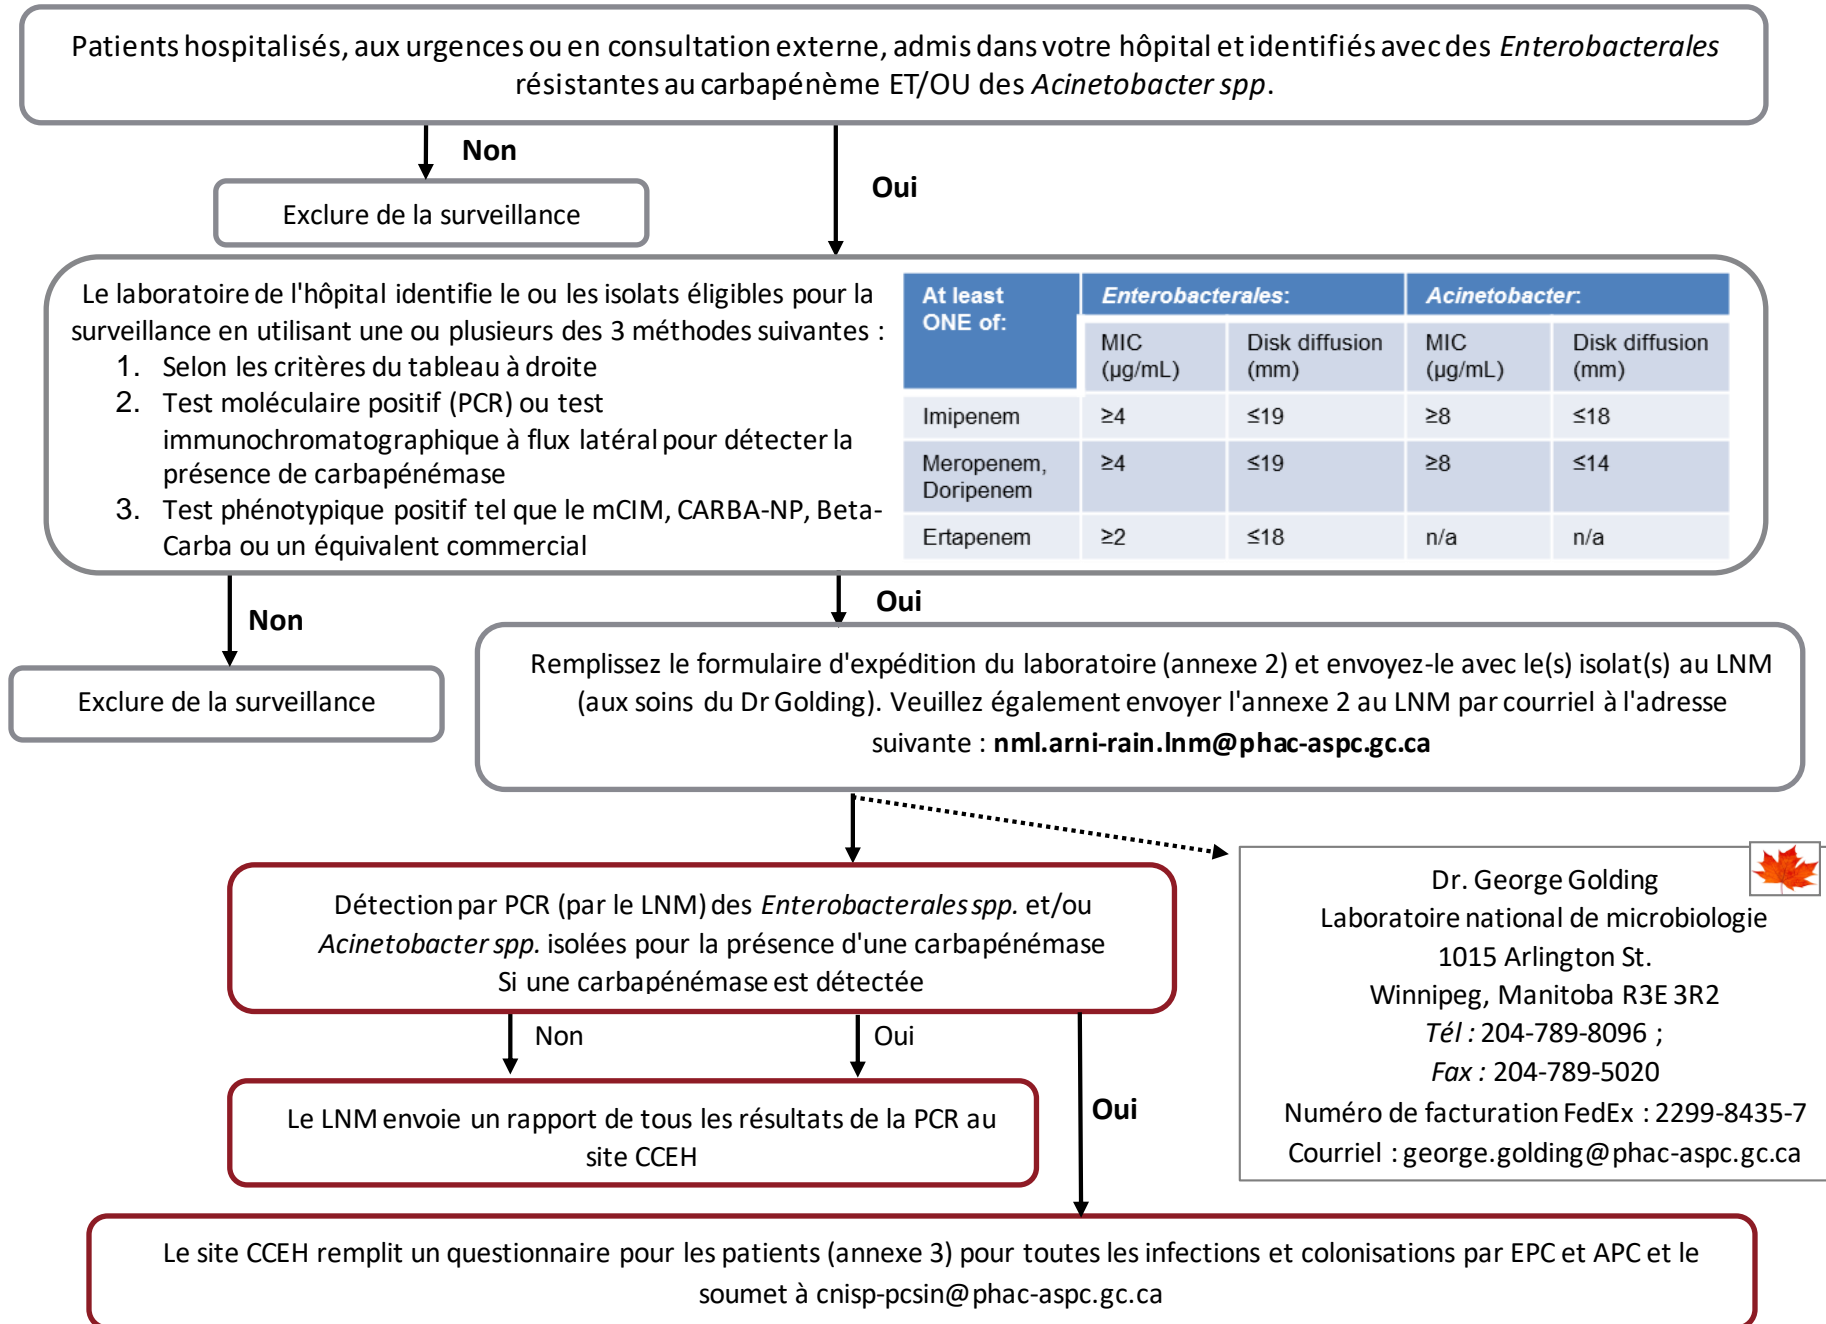 Patients hospitalisés, aux urgences ou en consultation externe, admis dans votre hôpital et identifiés avec des Enterobacterales
résistantes au carbapénème ET/OU des Acinetobacter spp.
Non
Oui
Exclure de la surveillance
Le laboratoire de l'hôpital identifie le ou les isolats éligibles pour la
surveillance en utilisant une ou plusieurs des 3 méthodes suivantes :
1. Selon les critères du tableau à droite
2. Test moléculaire positif (PCR) ou test
immunochromatographique à flux latéral pour détecter la
présence de carbapénémase
3. Test phénotypique positif tel que le mCIM, CARBA-NP, Beta-
Carba ou un équivalent commercial
At least Enterobacterales: Acinetobacter:
ONE of:
MIC Disk diffusion MIC Disk diffusion
(µg/mL) (mm) (µg/mL) (mm)
Imipenem ≥4 ≤19 ≥8 ≤18
Meropenem, ≥4 ≤19 ≥8 ≤14
Doripenem
Ertapenem ≥2 ≤18 n/a n/a
Non
Oui
Exclure de la surveillance
Remplissez le formulaire d'expédition du laboratoire (annexe 2) et envoyez-le avec le(s) isolat(s) au LNM
(aux soins du Dr Golding). Veuillez également envoyer l'annexe 2 au LNM par courriel à l'adresse
suivante : nml.arni-rain.lnm@phac-aspc.gc.ca
Détection par PCR (par le LNM) des Enterobacterales spp. et/ou
Acinetobacter spp. isolées pour la présence d'une carbapénémase
Si une carbapénémase est détectée
Dr. George Golding
Laboratoire national de microbiologie
1015 Arlington St.
Winnipeg, Manitoba R3E 3R2
Tél : 204-789-8096 ;
Fax : 204-789-5020
Numéro de facturation FedEx : 2299-8435-7
Courriel : george.golding@phac-aspc.gc.ca
Non
Oui
Oui
Le LNM envoie un rapport de tous les résultats de la PCR au
site CCEH
Le site CCEH remplit un questionnaire pour les patients (annexe 3) pour toutes les infections et colonisations par EPC et APC et le
soumet à cnisp-pcsin@phac-aspc.gc.ca